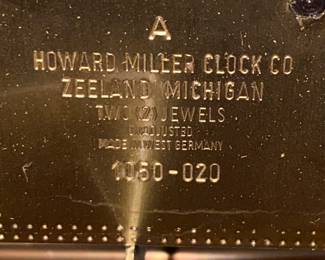 A
HOWARD MILLER CLOCK CO
ZEELAND MICHIGAN
TWO (2) JEWELS
UNADJUSTED
MADE IN WEST GERMANY
1050-020